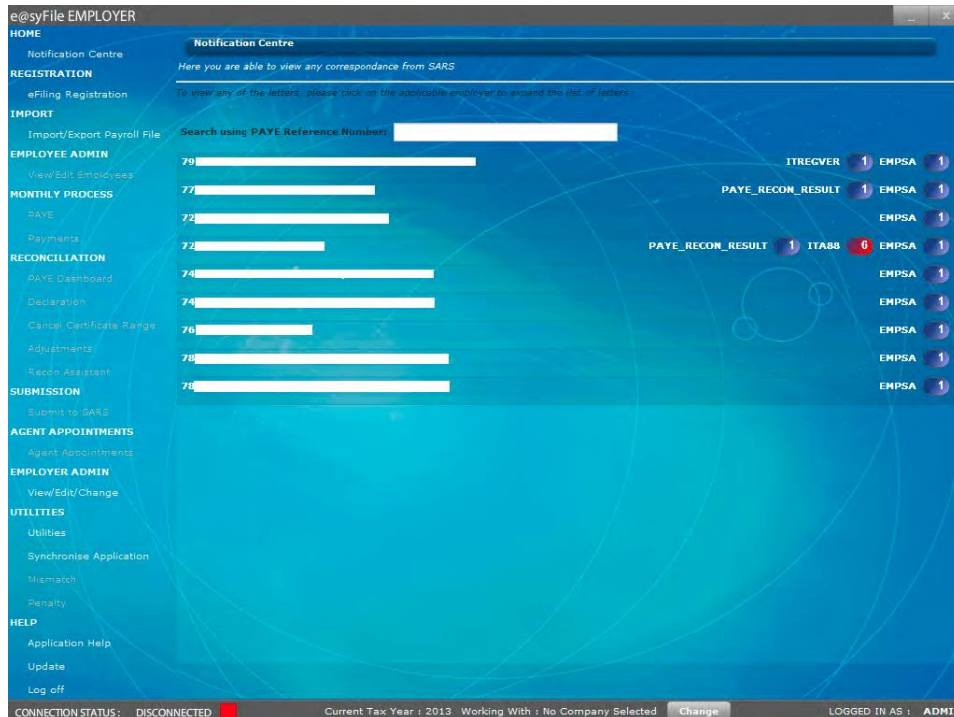 e@syFile EMPLOYER
_ X
HOME
Notification Centre
REGISTRATION
eFiling Registration
IMPORT
Import/Export Payroll File
EMPLOYEE ADMIN
View/Edit Employees
MONTHLY PROCESS
PAYE
Payments
RECONCILIATION
PAYE Dashboard
Declaration
Cancel Certificate Range
Adjustments
Recon Assistant
SUBMISSION
Submit to SARS
AGENT APPOINTMENTS
Agent Appointments
EMPLOYER ADMIN
View/Edit/Change
UTILITIES
Utilities
Synchronise Application
Mismatch
Penalty
HELP
Application Help
Update
Log off
Notification Centre
Here you are able to view any correspondance from SARS
To view any of the letters, please click on the applicable employer to expand the list of letters
Search using PAYE Reference Number:
79 ITREGVER 1 EMPSA 1
77 PAYE_RECON_RESULT 1 EMPSA 1
72 EMPSA 1
72 PAYE_RECON_RESULT 1 ITA88 6 EMPSA 1
74 EMPSA 1
74 EMPSA 1
76 EMPSA 1
78 EMPSA 1
78 EMPSA 1
CONNECTION STATUS : DISCONNECTED Current Tax Year : 2013 Working With : No Company Selected Change LOGGED IN AS : ADMI